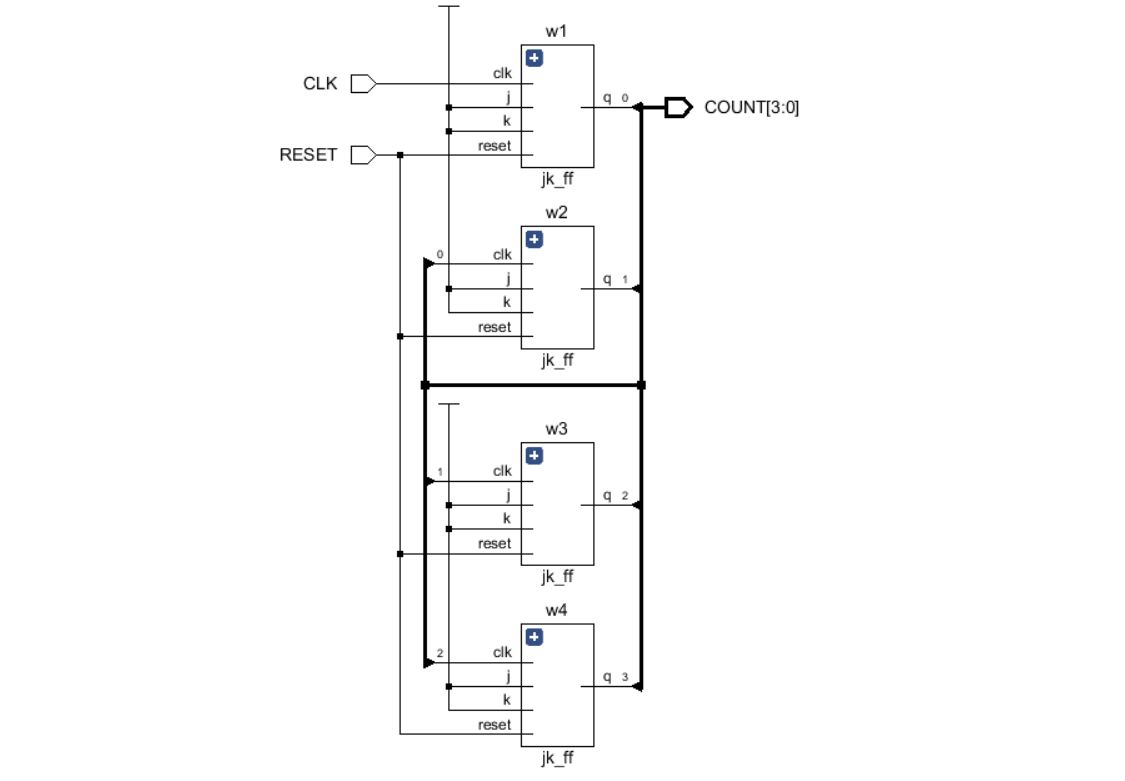 w1
CLK
clk
j
q 0
COUNT[3:0]
k
RESET
reset
jk_ff
w2
0
clk
j
q 1
k
reset
jk_ff
w3
1
clk
j
q 2
k
reset
jk_ff
w4
2
clk
j
q 3
k
reset
jk_ff